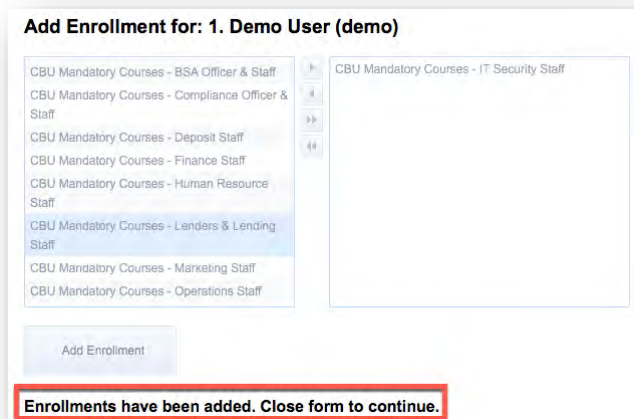 Add Enrollment for: 1. Demo User (demo)
CBU Mandatory Courses - BSA Officer & Staff
CBU Mandatory Courses - Compliance Officer &
Staff
CBU Mandatory Courses - Deposit Staff
CBU Mandatory Courses - Finance Staff
CBU Mandatory Courses - Human Resource
Staff
CBU Mandatory Courses - Lenders & Lending
Staff
CBU Mandatory Courses - Marketing Staff
CBU Mandatory Courses - Operations Staff
CBU Mandatory Courses - IT Security Staff
Add Enrollment
Enrollments have been added. Close form to continue.